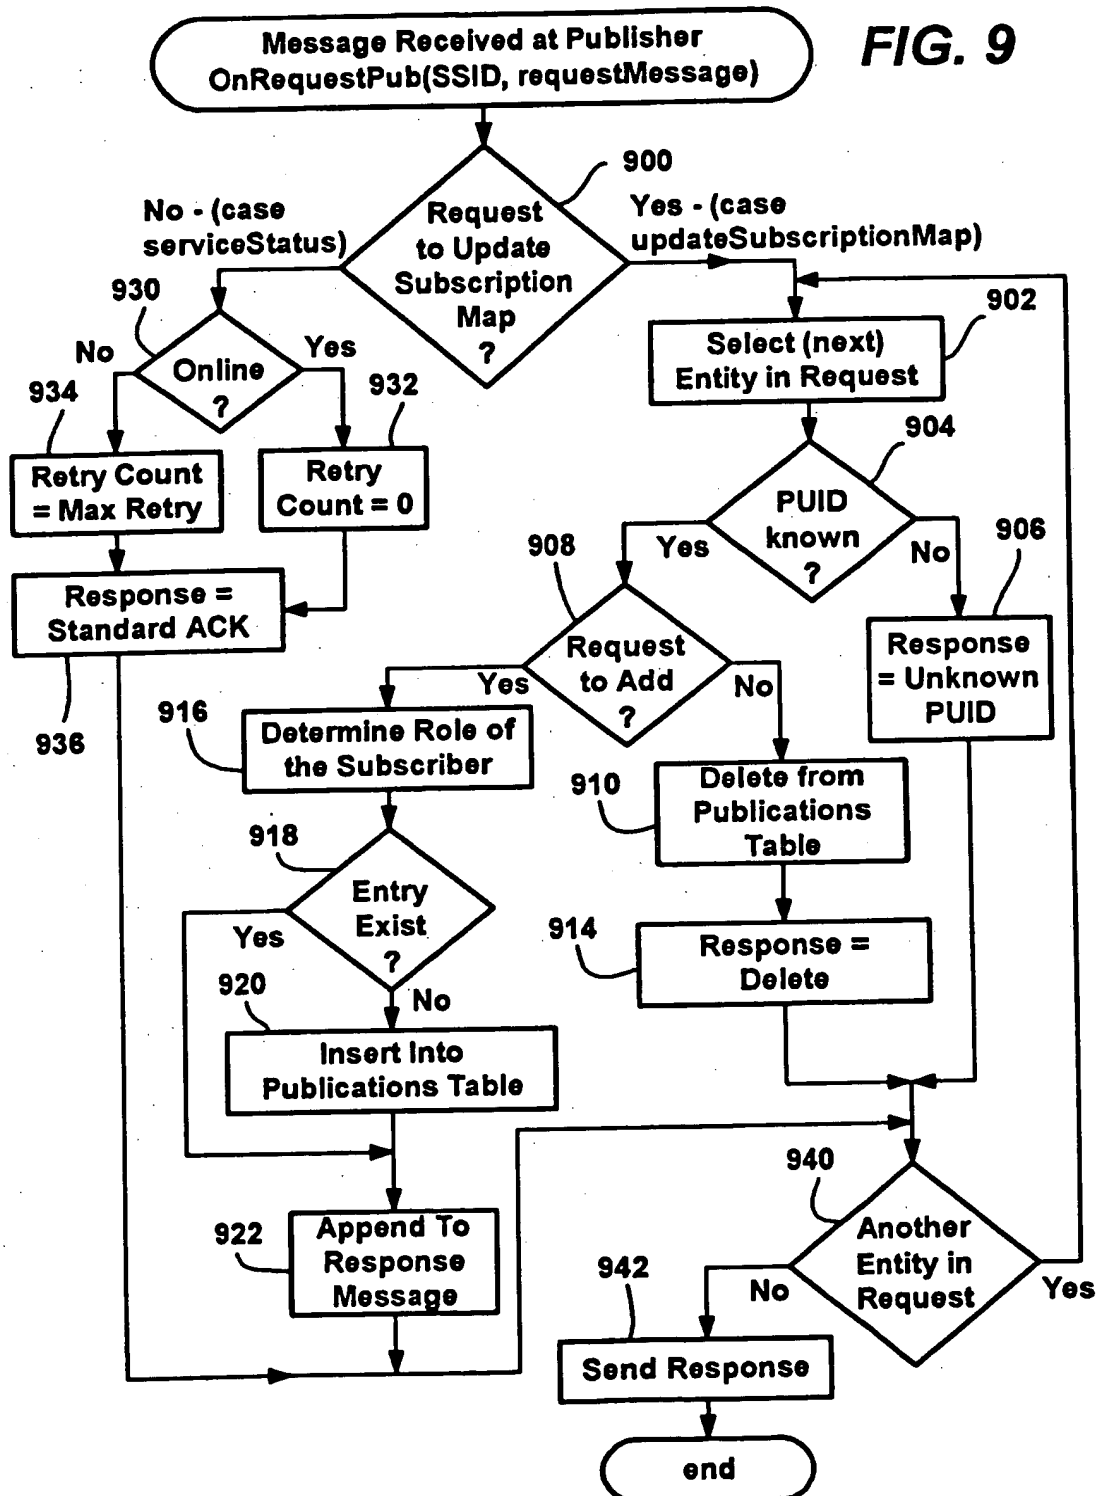 Message Received at Publisher
OnRequestPub(SSID, requestMessage)
FIG. 9
900
Request
to Update
Subscription
Map
?
No - (case
serviceStatus)
Yes - (case
updateSubscriptionMap)
930
Online
?
No
Yes
934
Retry Count
= Max Retry
932
Retry
Count = 0
Response =
Standard ACK
936
902
Select (next)
Entity in Request
904
PUID
known
?
Yes
No
906
Response
= Unknown
PUID
908
Request
to Add
?
Yes
No
916
Determine Role of
the Subscriber
910
Delete from
Publications
Table
918
Entry
Exist
?
Yes
No
914
Response =
Delete
920
Insert Into
Publications Table
922
Append To
Response
Message
940
Another
Entity in
Request
No
Yes
942
Send Response
end